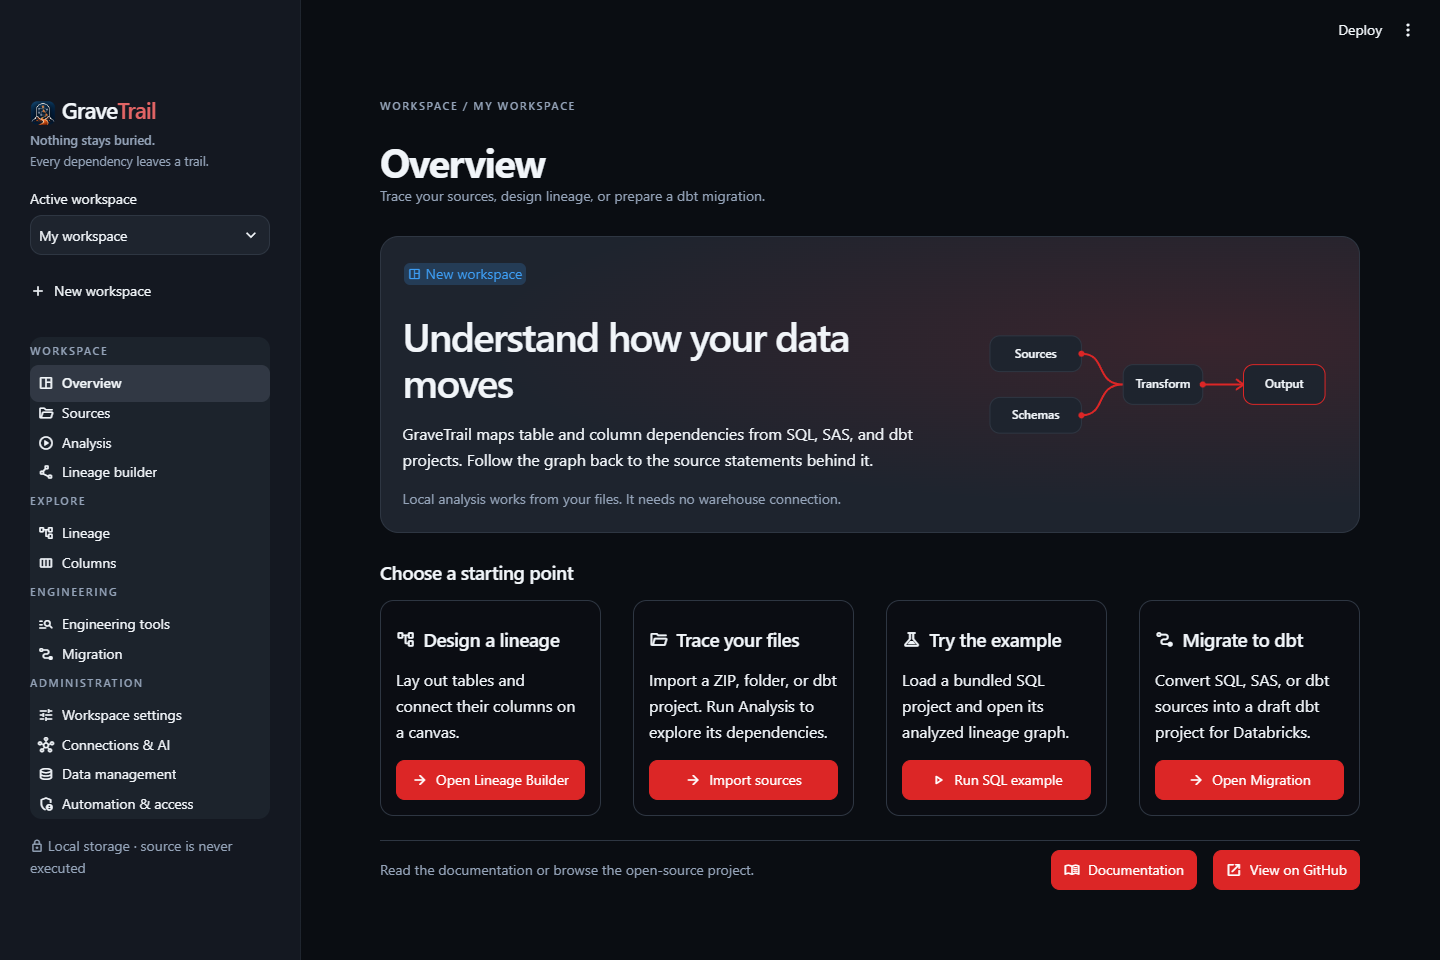 Deploy
GraveTrail
Nothing stays buried.
Every dependency leaves a trail.
Active workspace
My workspace
New workspace
WORKSPACE
Overview
Sources
Analysis
Lineage builder
EXPLORE
Lineage
Columns
ENGINEERING
Engineering tools
Migration
ADMINISTRATION
Workspace settings
Connections & AI
Data management
Automation & access
Local storage · source is never
executed
WORKSPACE / MY WORKSPACE
Overview
Trace your sources, design lineage, or prepare a dbt migration.
New workspace
Understand how your data
moves
GraveTrail maps table and column dependencies from SQL, SAS, and dbt
projects. Follow the graph back to the source statements behind it.
Local analysis works from your files. It needs no warehouse connection.
Sources
Schemas
Transform
Output
Choose a starting point
Design a lineage
Lay out tables and
connect their columns on
a canvas.
Open Lineage Builder
Trace your files
Import a ZIP, folder, or dbt
project. Run Analysis to
explore its dependencies.
Import sources
Try the example
Load a bundled SQL
project and open its
analyzed lineage graph.
Run SQL example
Migrate to dbt
Convert SQL, SAS, or dbt
sources into a draft dbt
project for Databricks.
Open Migration
Read the documentation or browse the open-source project.
Documentation
View on GitHub